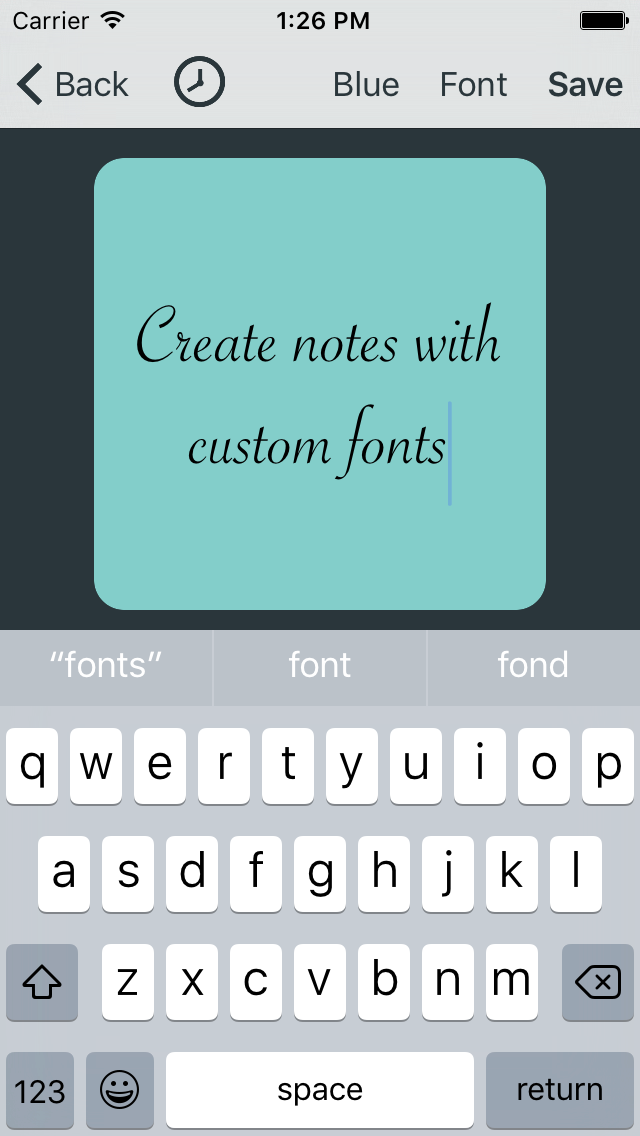 Carrier 1:26 PM
Back Blue Font Save
Create notes with
custom fonts
“fonts” font fond
q w e r t y u i o p
a s d f g h j k l
z x c v b n m
123 space return